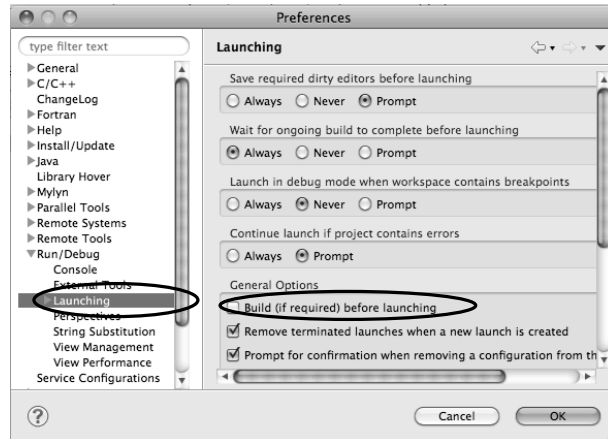 Preferences
type filter text
General
C/C++
ChangeLog
Fortran
Help
Install/Update
Java
Library Hover
Mylyn
Parallel Tools
Remote Systems
Remote Tools
Run/Debug
Console
External Tools
Launching
Perspectives
String Substitution
View Management
View Performance
Service Configurations
Launching
Save required dirty editors before launching
Always Never Prompt
Wait for ongoing build to complete before launching
Always Never Prompt
Launch in debug mode when workspace contains breakpoints
Always Never Prompt
Continue launch if project contains errors
Always Prompt
General Options
Build (if required) before launching
Remove terminated launches when a new launch is created
Prompt for confirmation when removing a configuration from th
? Cancel OK